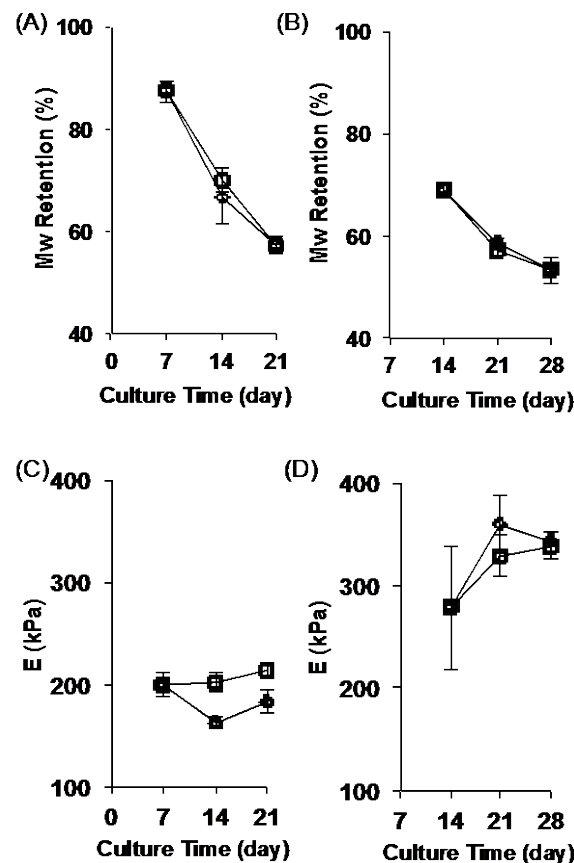 (A)
100
80
60
40
Mw Retention (%)
0 7 14 21
Culture Time (day)
(B)
100
80
60
40
Mw Retention (%)
7 14 21 28
Culture Time (day)
(C)
400
300
200
100
E (kPa)
0 7 14 21
Culture Time (day)
(D)
400
300
200
100
E (kPa)
7 14 21 28
Culture Time (day)